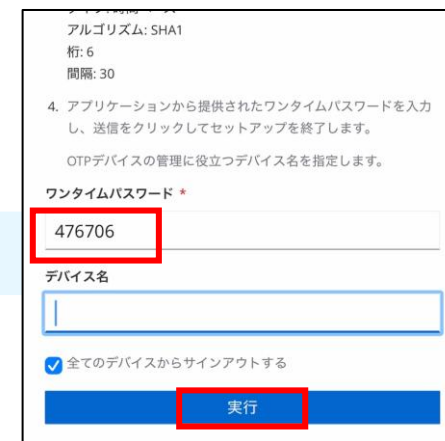 アルゴリズム: SHA1
桁: 6
間隔: 30
4. アプリケーションから提供されたワンタイムパスワードを入力
し、送信をクリックしてセットアップを終了します。
OTPデバイスの管理に役立つデバイス名を指定します。
ワンタイムパスワード *
476706
デバイス名
全てのデバイスからサインアウトする
実行